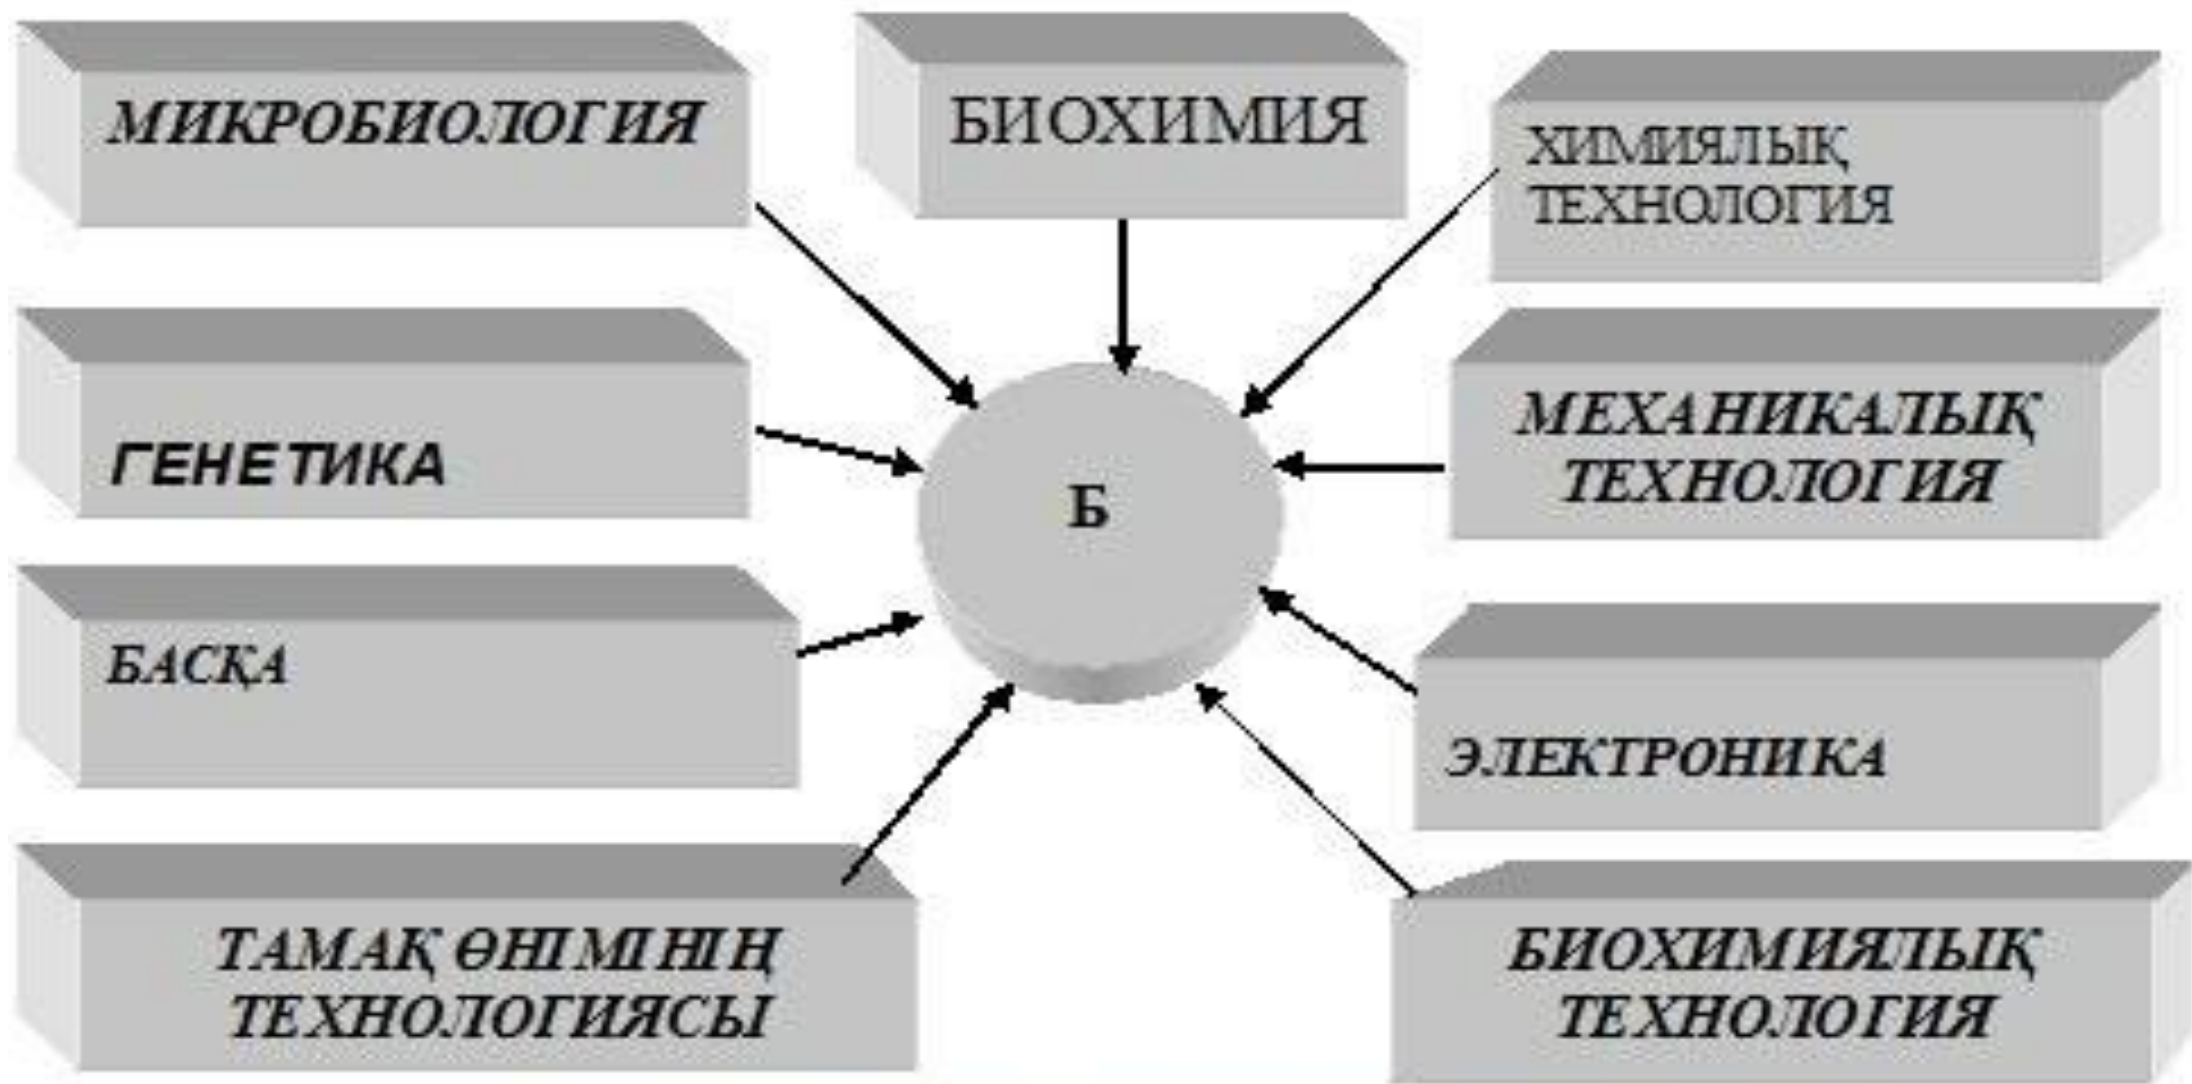 МИКРОБИОЛОГИЯ
БИОХИМИЯ
ХИМИЯЛЫҚ
ТЕХНОЛОГИЯ
ГЕНЕТИКА
Б
МЕХАНИКАЛЫҚ
ТЕХНОЛОГИЯ
БАСҚА
ЭЛЕКТРОНИКА
ТАМАҚ ӨНІМІНІҢ
ТЕХНОЛОГИЯСЫ
БИОХИМИЯЛЫҚ
ТЕХНОЛОГИЯ